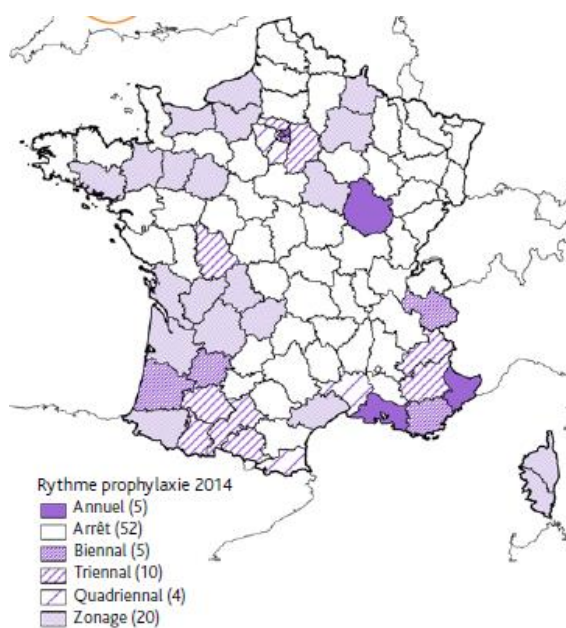 Rythme prophylaxie 2014
Annuel (5)
Arrêt (52)
Biennal (5)
Triennal (10)
Quadriennal (4)
Zonage (20)